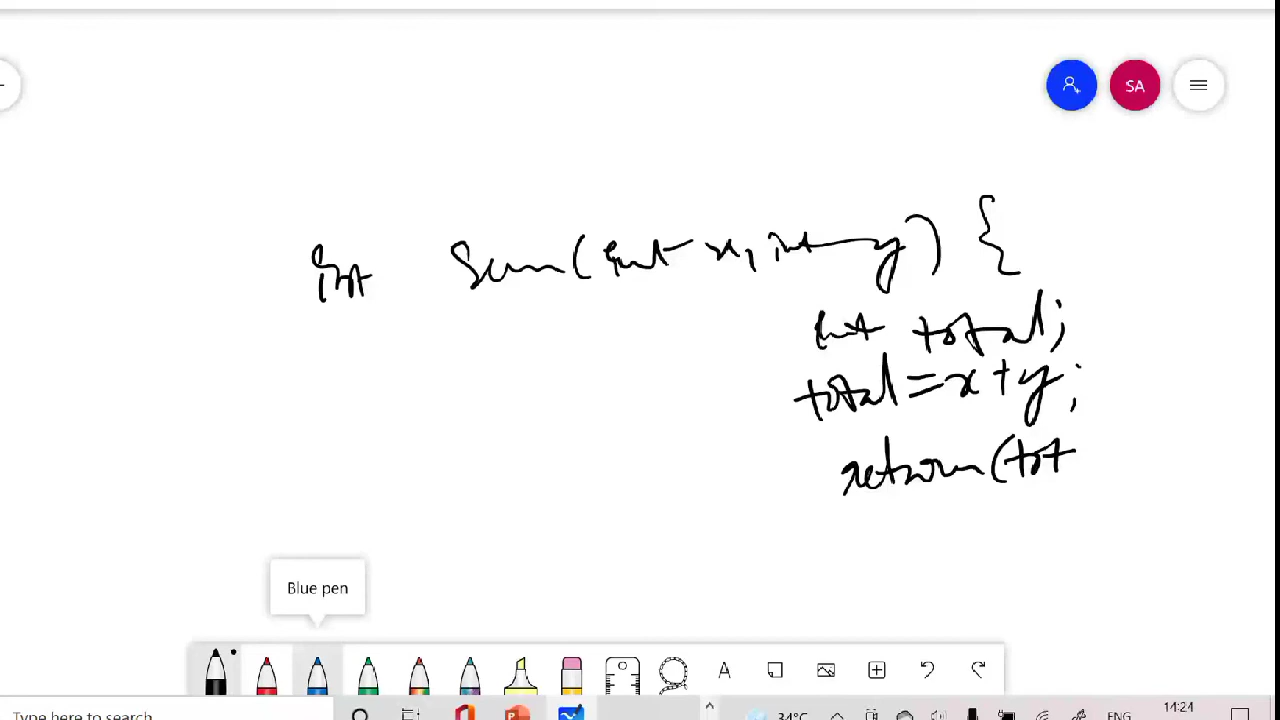 SA
int Sum(int x, int y) {
int total;
total = x + y;
return (tot
Blue pen
A
Type here to search
34°C
ENG
14:24